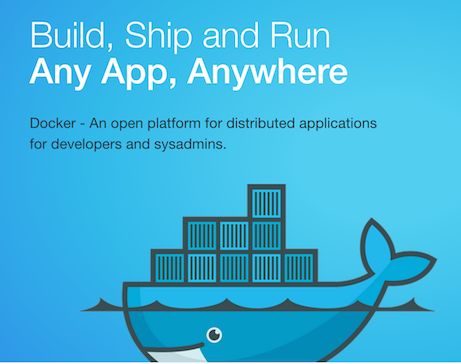 Build, Ship and Run
Any App, Anywhere
Docker - An open platform for distributed applications
for developers and sysadmins.